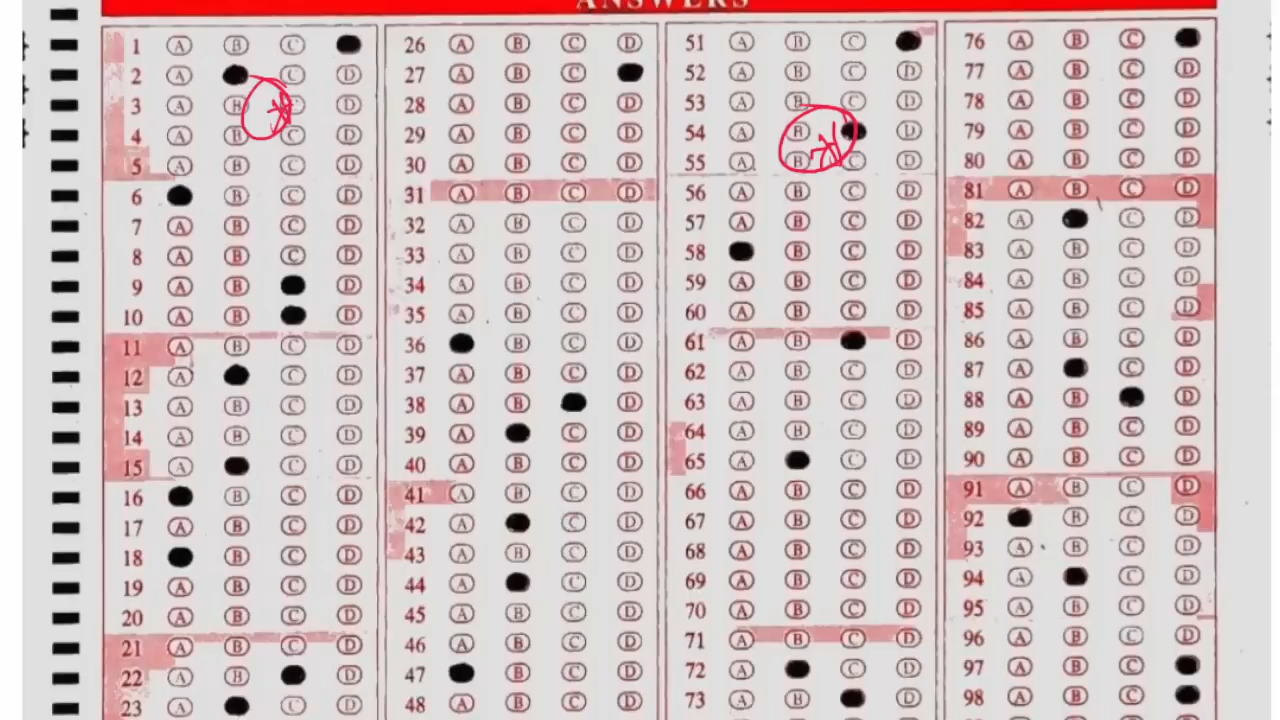 ANSWERS
1 A B C
2 A C D
3 A B C D
4 A B C D
5 A B C D
6 B C D
7 A B C D
8 A B C D
9 A B D
10 A B D
11 A B C D
12 A C D
13 A B C D
14 A B C D
15 A C D
16 B C D
17 A B C D
18 B C D
19 A B C D
20 A B C D
21 A B C D
22 A B D
23 A C D
26 A B C D
27 A B C
28 A B C D
29 A B C D
30 A B C D
31 A B C D
32 A B C D
33 A B C D
34 A B C D
35 A B C D
36 B C D
37 A B C D
38 A B D
39 A C D
40 A B C D
41 A B C D
42 A C D
43 A B C D
44 A C D
45 A B C D
46 A B C D
47 B C D
48 A B C D
51 A B C
52 A B C D
53 A B C D
54 A B D
55 A B C D
56 A B C D
57 A B C D
58 B C D
59 A B C D
60 A B C D
61 A B D
62 A B C D
63 A B C D
64 A B C D
65 A C D
66 A B C D
67 A B C D
68 A B C D
69 A B C D
70 A B C D
71 A B C D
72 A C D
73 A B D
76 A B C
77 A B C D
78 A B C D
79 A B C D
80 A B C D
81 A B C D
82 A C D
83 A B C D
84 A B C D
85 A B C D
86 A B C D
87 A C D
88 A B D
89 A B C D
90 A B C D
91 A B C D
92 B C D
93 A B C D
94 A C D
95 A B C D
96 A B C D
97 A B C
98 A B C